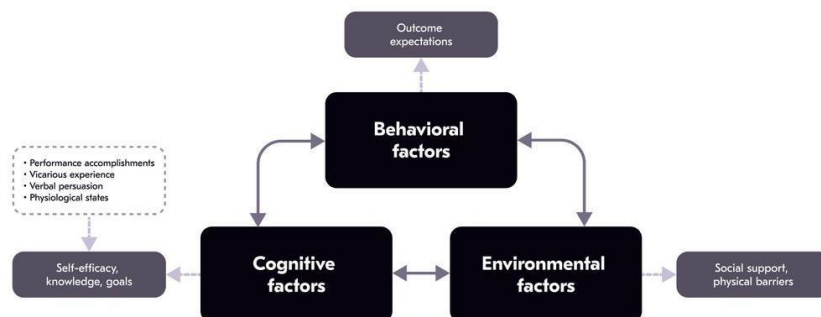 Outcome
expectations
Behavioral
factors
• Performance accomplishments
• Vicarious experience
• Verbal persuasion
• Physiological states
Self-efficacy,
knowledge, goals
Cognitive
factors
Environmental
factors
Social support,
physical barriers